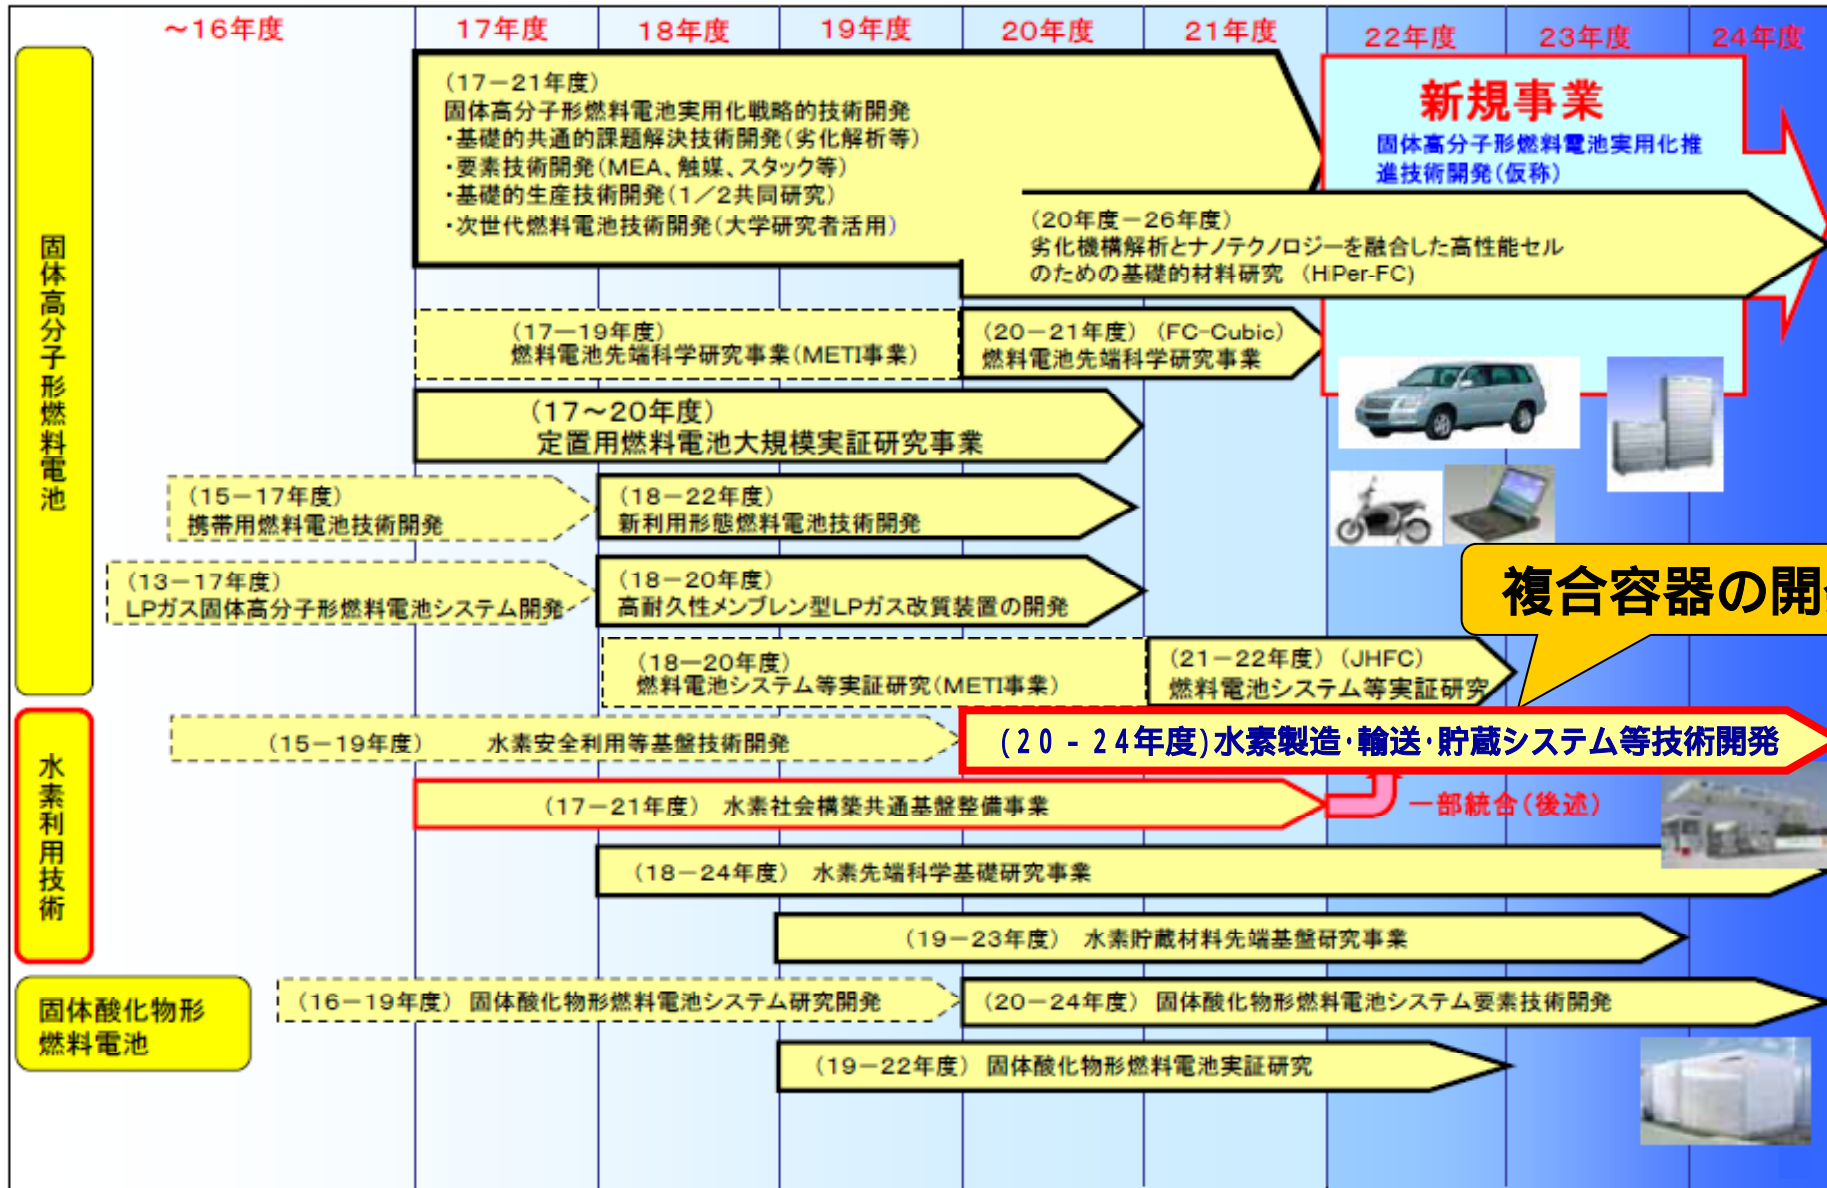 ～16年度
17年度
18年度
19年度
20年度
21年度
22年度
23年度
24年度
固体高分子形燃料電池
(17－21年度)
固体高分子形燃料電池実用化戦略的技術開発
・基礎的共通的課題解決技術開発(劣化解析等)
・要素技術開発(MEA、触媒、スタック等)
・基礎的生産技術開発(1／2共同研究)
・次世代燃料電池技術開発(大学研究者活用)
新規事業
固体高分子形燃料電池実用化推
進技術開発(仮称)
(20年度－26年度)
劣化機構解析とナノテクノロジーを融合した高性能セル
のための基礎的材料研究 (HiPer-FC)
(17－19年度)
燃料電池先端科学研究事業(METI事業)
(20－21年度) (FC-Cubic)
燃料電池先端科学研究事業
(17～20年度)
定置用燃料電池大規模実証研究事業
(15－17年度)
携帯用燃料電池技術開発
(18－22年度)
新利用形態燃料電池技術開発
(13－17年度)
LPガス固体高分子形燃料電池システム開発
(18－20年度)
高耐久性メンブレン型LPガス改質装置の開発
複合容器の開
(18－20年度)
燃料電池システム等実証研究(METI事業)
(21－22年度) (JHFC)
燃料電池システム等実証研究
水素利用技術
(15－19年度) 水素安全利用等基盤技術開発
(20‐24年度)水素製造・輸送・貯蔵システム等技術開発
(17－21年度) 水素社会構築共通基盤整備事業
一部統合(後述)
(18－24年度) 水素先端科学基礎研究事業
(19－23年度) 水素貯蔵材料先端基盤研究事業
固体酸化物形
燃料電池
(16－19年度) 固体酸化物形燃料電池システム研究開発
(20－24年度) 固体酸化物形燃料電池システム要素技術開発
(19－22年度) 固体酸化物形燃料電池実証研究